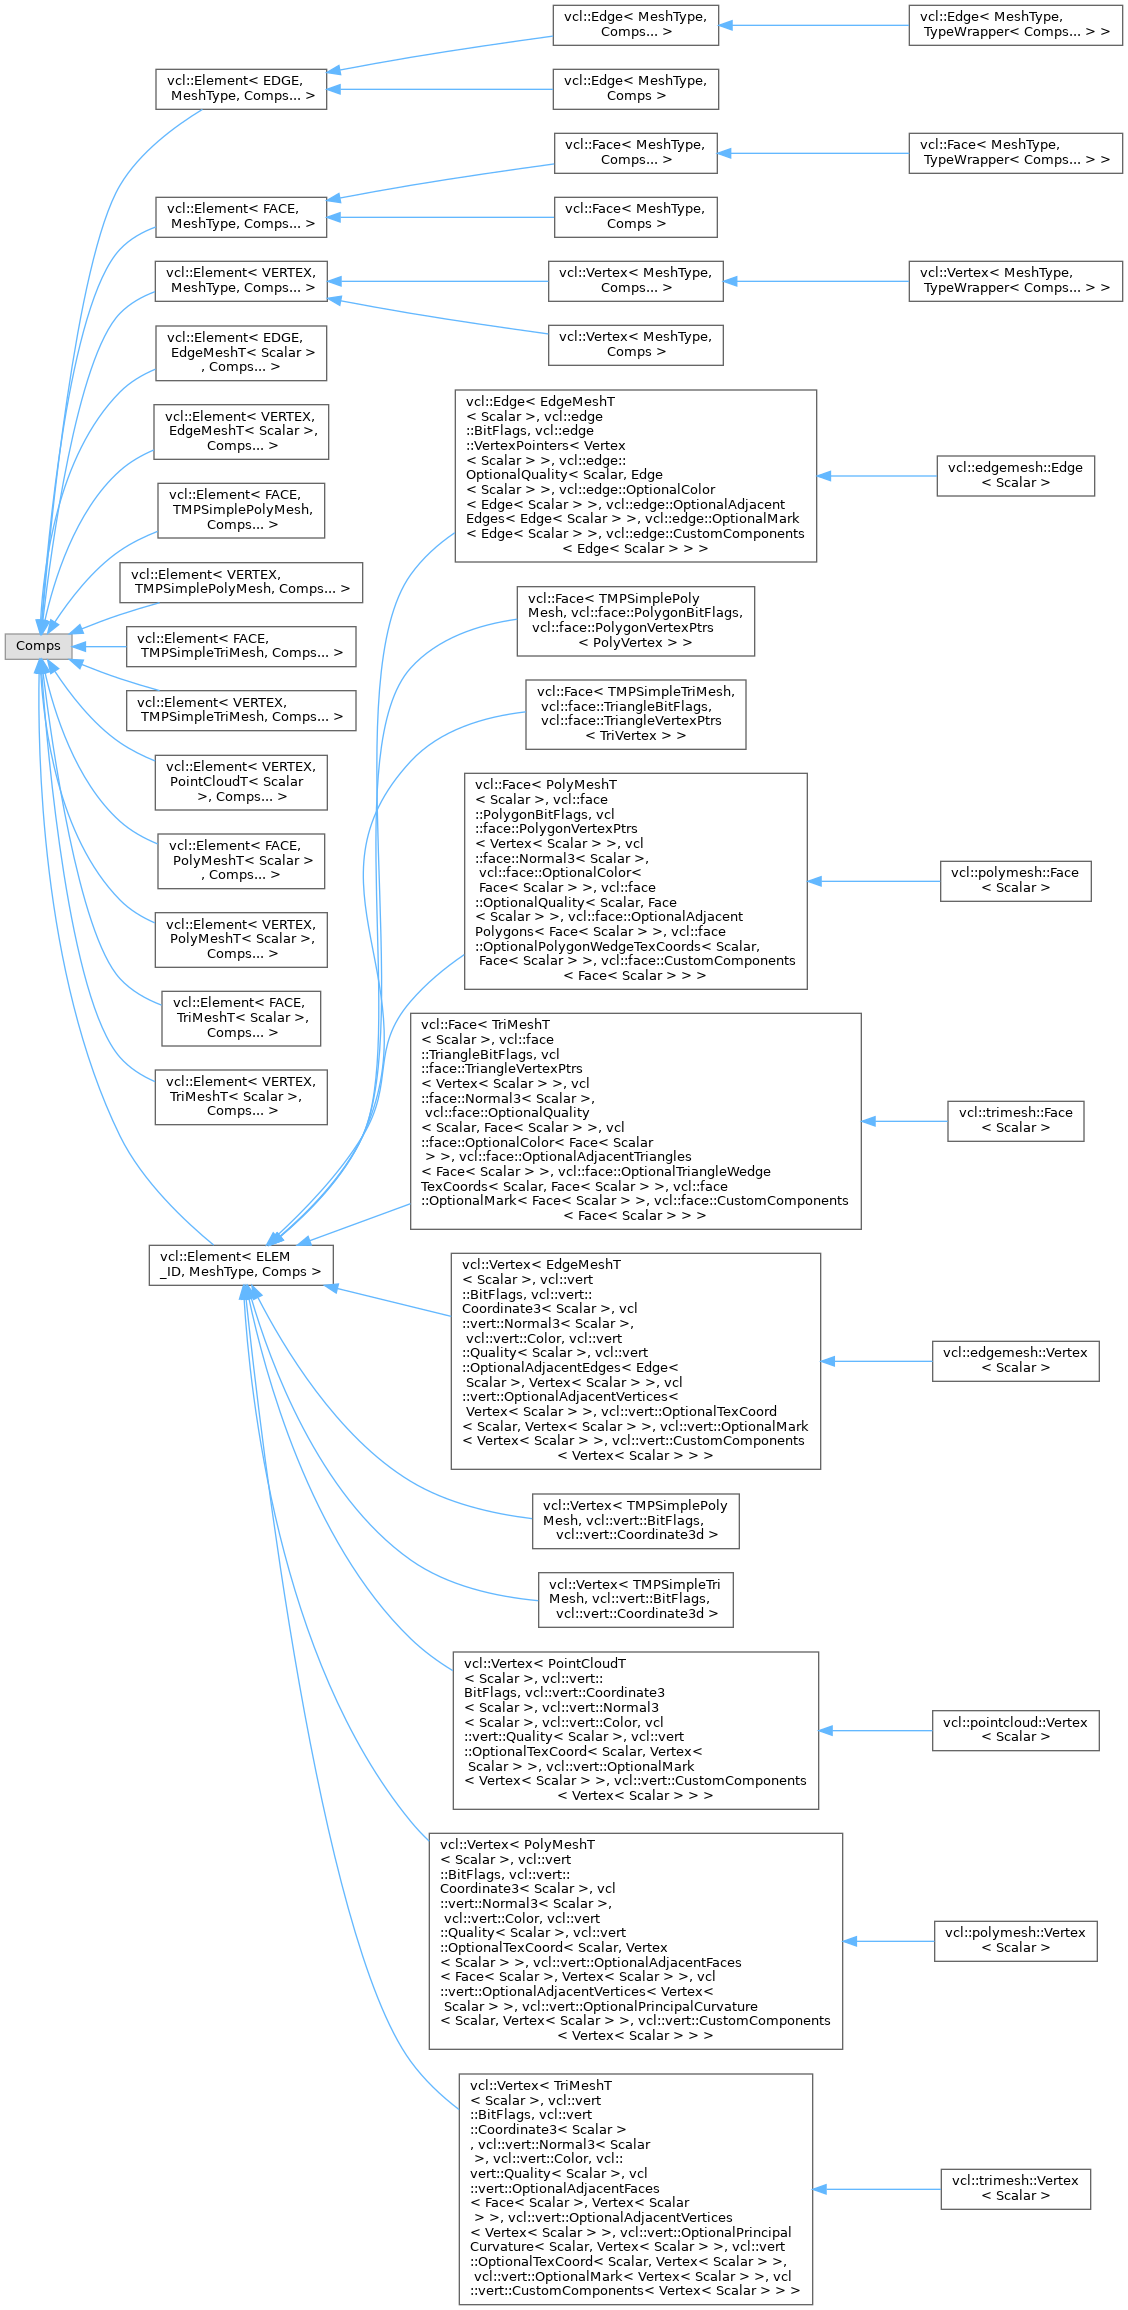 Comps
vcl::Element< EDGE,
MeshType, Comps... >
vcl::Edge< MeshType,
Comps... >
vcl::Edge< MeshType,
TypeWrapper< Comps... > >
vcl::Edge< MeshType,
Comps >
vcl::Element< FACE,
MeshType, Comps... >
vcl::Face< MeshType,
Comps... >
vcl::Face< MeshType,
TypeWrapper< Comps... > >
vcl::Face< MeshType,
Comps >
vcl::Element< VERTEX,
MeshType, Comps... >
vcl::Vertex< MeshType,
Comps... >
vcl::Vertex< MeshType,
TypeWrapper< Comps... > >
vcl::Vertex< MeshType,
Comps >
vcl::Element< EDGE,
EdgeMeshT< Scalar >
, Comps... >
vcl::Element< VERTEX,
EdgeMeshT< Scalar >,
Comps... >
vcl::Element< FACE,
TMPSimplePolyMesh,
Comps... >
vcl::Element< VERTEX,
TMPSimplePolyMesh, Comps... >
vcl::Element< FACE,
TMPSimpleTriMesh, Comps... >
vcl::Element< VERTEX,
TMPSimpleTriMesh, Comps... >
vcl::Element< VERTEX,
PointCloudT< Scalar
>, Comps... >
vcl::Element< FACE,
PolyMeshT< Scalar >
, Comps... >
vcl::Element< VERTEX,
PolyMeshT< Scalar >,
Comps... >
vcl::Element< FACE,
TriMeshT< Scalar >,
Comps... >
vcl::Element< VERTEX,
TriMeshT< Scalar >,
Comps... >
vcl::Element< ELEM
_ID, MeshType, Comps >
vcl::Edge< EdgeMeshT
< Scalar >, vcl::edge
::BitFlags, vcl::edge
::VertexPointers< Vertex
< Scalar > >, vcl::edge::
OptionalQuality< Scalar, Edge
< Scalar > >, vcl::edge::OptionalColor
< Edge< Scalar > >, vcl::edge::OptionalAdjacent
Edges< Edge< Scalar > >, vcl::edge::OptionalMark
< Edge< Scalar > >, vcl::edge::CustomComponents
< Edge< Scalar > > >
vcl::edgemesh::Edge
< Scalar >
vcl::Face< TMPSimplePoly
Mesh, vcl::face::PolygonBitFlags,
vcl::face::PolygonVertexPtrs
< PolyVertex > >
vcl::Face< TMPSimpleTriMesh,
vcl::face::TriangleBitFlags,
vcl::face::TriangleVertexPtrs
< TriVertex > >
vcl::Face< PolyMeshT
< Scalar >, vcl::face
::PolygonBitFlags, vcl
::face::PolygonVertexPtrs
< Vertex< Scalar > >, vcl
::face::Normal3< Scalar >,
vcl::face::OptionalColor<
Face< Scalar > >, vcl::face
::OptionalQuality< Scalar, Face
< Scalar > >, vcl::face::OptionalAdjacent
Polygons< Face< Scalar > >, vcl::face
::OptionalPolygonWedgeTexCoords< Scalar,
Face< Scalar > >, vcl::face::CustomComponents
< Face< Scalar > > >
vcl::polymesh::Face
< Scalar >
vcl::Face< TriMeshT
< Scalar >, vcl::face
::TriangleBitFlags, vcl
::face::TriangleVertexPtrs
< Vertex< Scalar > >, vcl
::face::Normal3< Scalar >,
vcl::face::OptionalQuality
< Scalar, Face< Scalar > >, vcl
::face::OptionalColor< Face< Scalar
> >, vcl::face::OptionalAdjacentTriangles
< Face< Scalar > >, vcl::face::OptionalTriangleWedge
TexCoords< Scalar, Face< Scalar > >, vcl::face
::OptionalMark< Face< Scalar > >, vcl::face::CustomComponents
< Face< Scalar > > >
vcl::trimesh::Face
< Scalar >
vcl::Vertex< EdgeMeshT
< Scalar >, vcl::vert
::BitFlags, vcl::vert::
Coordinate3< Scalar >, vcl
::vert::Normal3< Scalar >,
vcl::vert::Color, vcl::vert
::Quality< Scalar >, vcl::vert
::OptionalAdjacentEdges< Edge<
Scalar >, Vertex< Scalar > >, vcl
::vert::OptionalAdjacentVertices<
Vertex< Scalar > >, vcl::vert::OptionalTexCoord
< Scalar, Vertex< Scalar > >, vcl::vert::OptionalMark
< Vertex< Scalar > >, vcl::vert::CustomComponents
< Vertex< Scalar > > >
vcl::edgemesh::Vertex
< Scalar >
vcl::Vertex< TMPSimplePoly
Mesh, vcl::vert::BitFlags,
vcl::vert::Coordinate3d >
vcl::Vertex< TMPSimpleTri
Mesh, vcl::vert::BitFlags,
vcl::vert::Coordinate3d >
vcl::Vertex< PointCloudT
< Scalar >, vcl::vert::
BitFlags, vcl::vert::Coordinate3
< Scalar >, vcl::vert::Normal3
< Scalar >, vcl::vert::Color, vcl
::vert::Quality< Scalar >, vcl::vert
::OptionalTexCoord< Scalar, Vertex<
Scalar > >, vcl::vert::OptionalMark
< Vertex< Scalar > >, vcl::vert::CustomComponents
< Vertex< Scalar > > >
vcl::pointcloud::Vertex
< Scalar >
vcl::Vertex< PolyMeshT
< Scalar >, vcl::vert
::BitFlags, vcl::vert::
Coordinate3< Scalar >, vcl
::vert::Normal3< Scalar >,
vcl::vert::Color, vcl::vert
::Quality< Scalar >, vcl::vert
::OptionalTexCoord< Scalar, Vertex
< Scalar > >, vcl::vert::OptionalAdjacentFaces
< Face< Scalar >, Vertex< Scalar > >, vcl
::vert::OptionalAdjacentVertices< Vertex<
Scalar > >, vcl::vert::OptionalPrincipalCurvature
< Scalar, Vertex< Scalar > >, vcl::vert::CustomComponents
< Vertex< Scalar > > >
vcl::polymesh::Vertex
< Scalar >
vcl::Vertex< TriMeshT
< Scalar >, vcl::vert
::BitFlags, vcl::vert
::Coordinate3< Scalar >
, vcl::vert::Normal3< Scalar
>, vcl::vert::Color, vcl::
vert::Quality< Scalar >, vcl
::vert::OptionalAdjacentFaces
< Face< Scalar >, Vertex< Scalar
> >, vcl::vert::OptionalAdjacentVertices
< Vertex< Scalar > >, vcl::vert::OptionalPrincipal
Curvature< Scalar, Vertex< Scalar > >, vcl::vert
::OptionalTexCoord< Scalar, Vertex< Scalar > >,
vcl::vert::OptionalMark< Vertex< Scalar > >, vcl
::vert::CustomComponents< Vertex< Scalar > > >
vcl::trimesh::Vertex
< Scalar >